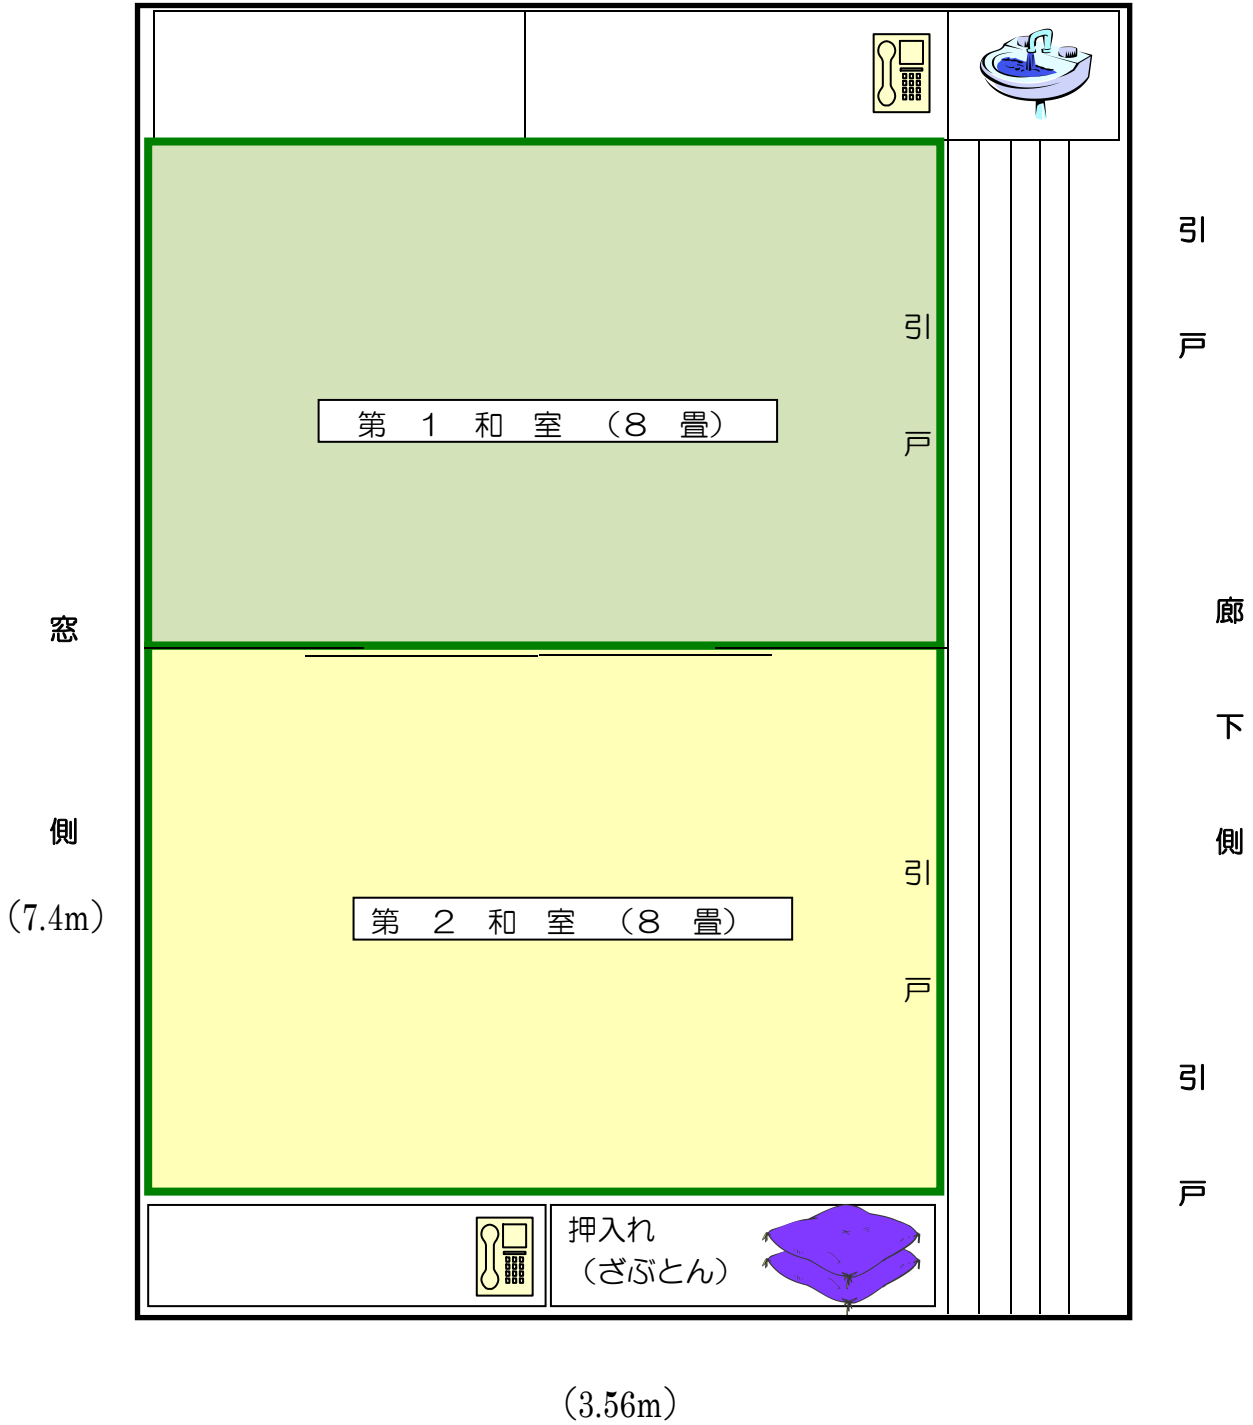 引戸
引戸
第１和室（８畳）
窓側
（7.4m）
廊下側
引戸
第２和室（８畳）
引戸
押入れ
（ざぶとん）
（3.56m）